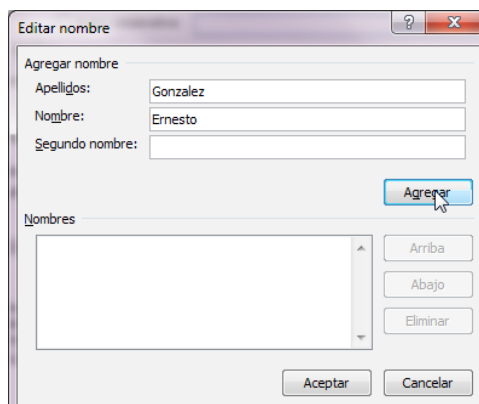 Editar nombre
Agregar nombre
Apellidos: Gonzalez
Nombre: Ernesto
Segundo nombre:
Agregar
Nombres
Arriba
Abajo
Eliminar
Aceptar Cancelar